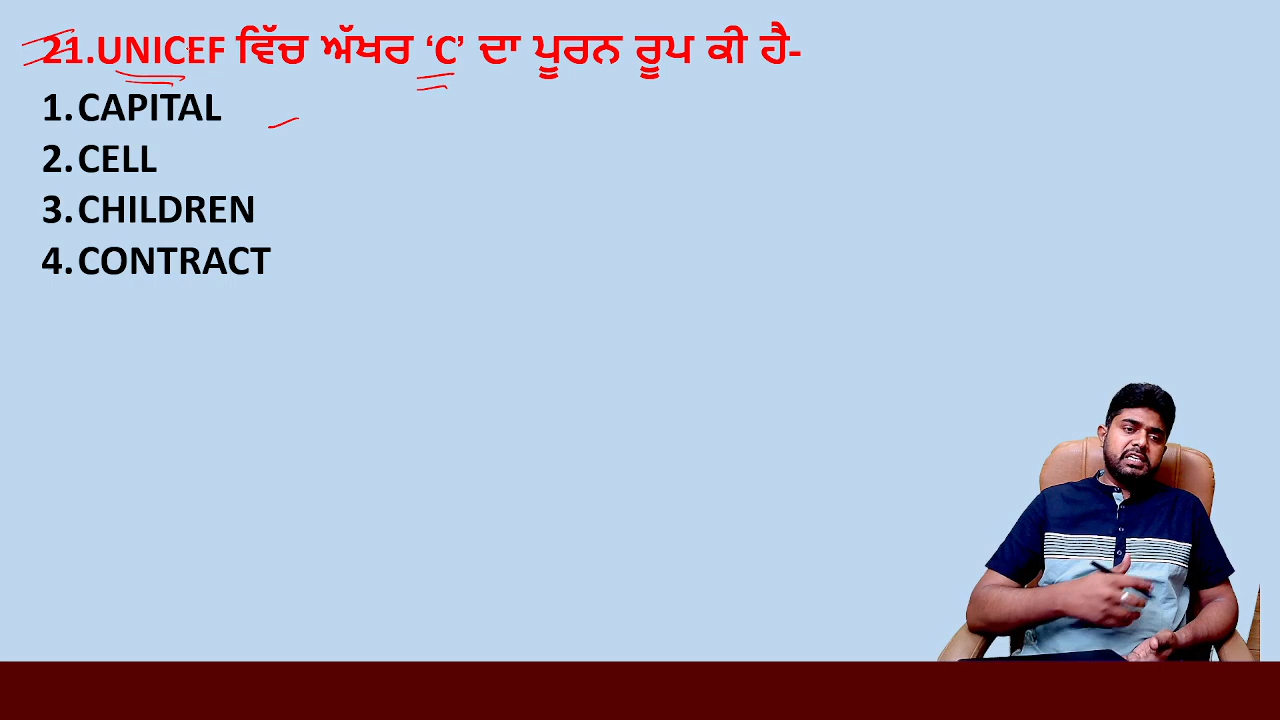 21.UNICEF ਵਿੱਚ ਅੱਖਰ ‘C’ ਦਾ ਪੂਰਨ ਰੂਪ ਕੀ ਹੈ-
1.CAPITAL
2.CELL
3.CHILDREN
4.CONTRACT